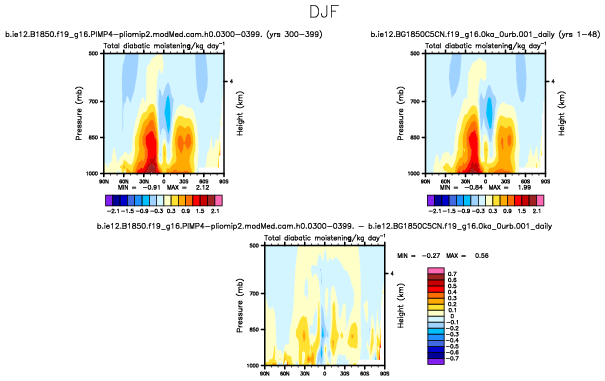 DJF
b.ie12.B1850.f19_g16.PIMP4-pliomip2.modMed.cam.h0.0300-0399. (yrs 300-399)
b.ie12.BG1850C5CN.f19_g16.0ka_0urb.001_daily (yrs 1-48)
Total diabatic moistening/kg day⁻¹
Total diabatic moistening/kg day⁻¹
Pressure (mb)
500
700
850
1000
4
Height (km)
90N 60N 30N 0 30S 60S 90S
MIN = -0.91 MAX = 2.12
-2.1 -1.5 -0.9 -0.3 0.3 0.9 1.5 2.1
Pressure (mb)
500
700
850
1000
4
Height (km)
90N 60N 30N 0 30S 60S 90S
MIN = -0.84 MAX = 1.99
-2.1 -1.5 -0.9 -0.3 0.3 0.9 1.5 2.1
b.ie12.B1850.f19_g16.PIMP4-pliomip2.modMed.cam.h0.0300-0399. - b.ie12.BG1850C5CN.f19_g16.0ka_0urb.001_daily
Total diabatic moistening/kg day⁻¹
MIN = -0.27 MAX = 0.56
Pressure (mb)
500
700
850
1000
4
Height (km)
90N 60N 30N 0 30S 60S 90S
0.7
0.6
0.5
0.4
0.3
0.2
0.1
0
-0.1
-0.2
-0.3
-0.4
-0.5
-0.6
-0.7